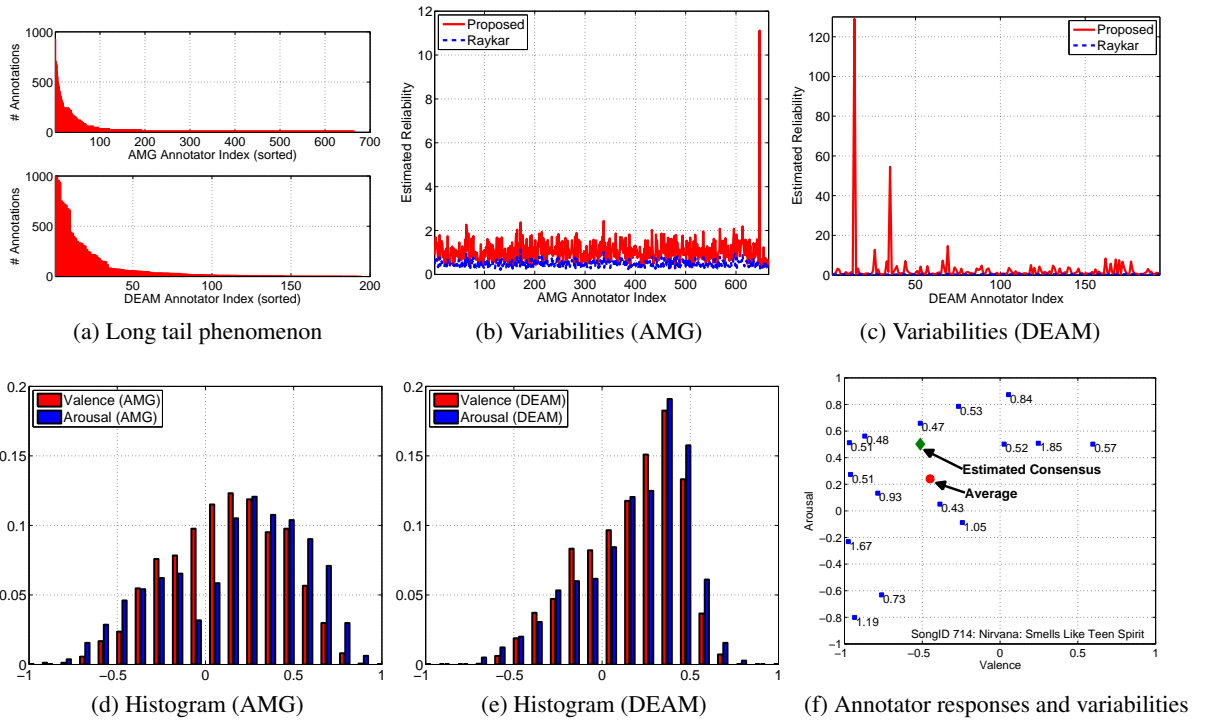 1000
500
0
# Annotations
100 200 300 400 500 600 700
AMG Annotator Index (sorted)
1000
500
0
# Annotations
50 100 150 200
DEAM Annotator Index (sorted)
(a) Long tail phenomenon
12
10
8
6
4
2
0
Estimated Reliability
Proposed
Raykar
100 200 300 400 500 600
AMG Annotator Index
(b) Variabilities (AMG)
120
100
80
60
40
20
0
Estimated Reliability
Proposed
Raykar
50 100 150
DEAM Annotator Index
(c) Variabilities (DEAM)
0.2
0.15
0.1
0.05
0
Valence (AMG)
Arousal (AMG)
−1 −0.5 0 0.5 1
(d) Histogram (AMG)
0.2
0.15
0.1
0.05
0
Valence (DEAM)
Arousal (DEAM)
−1 −0.5 0 0.5 1
(e) Histogram (DEAM)
1
0.8
0.6
0.4
0.2
0
−0.2
−0.4
−0.6
−0.8
−1
Arousal
0.84
0.53
0.47
0.48
0.51
0.52
1.85
0.57
Estimated Consensus
0.51
Average
0.93
0.43
1.05
1.67
0.73
1.19
SongID 714: Nirvana: Smells Like Teen Spirit
−1 −0.5 0 0.5 1
Valence
(f) Annotator responses and variabilities